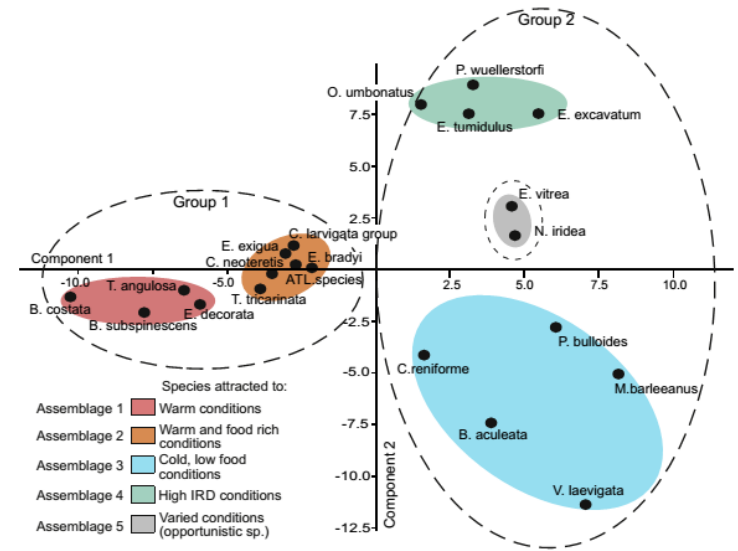 Group 2
P. wuellerstorfi
O. umbonatus
7.5
E. excavatum
E. tumidulus
5.0
E. vitrea
Group 1
2.5
N. iridea
C. larvigata group
E. exigua
Component 1
C. neoteretis
E. bradyi
-10.0
-5.0
ATL.species
2.5
5.0
7.5
10.0
T. angulosa
T. tricarinata
B. costata
E. decorata
B. subspinescens
-2.5
P. bulloides
C.reniforme
-5.0
M.barleeanus
Species attracted to:
Assemblage 1 Warm conditions
Assemblage 2 Warm and food rich
conditions
-7.5
B. aculeata
Assemblage 3 Cold, low food
conditions
Component 2
-10.0
Assemblage 4 High IRD conditions
V. laevigata
Assemblage 5 Varied conditions
(opportunistic sp.)
-12.5